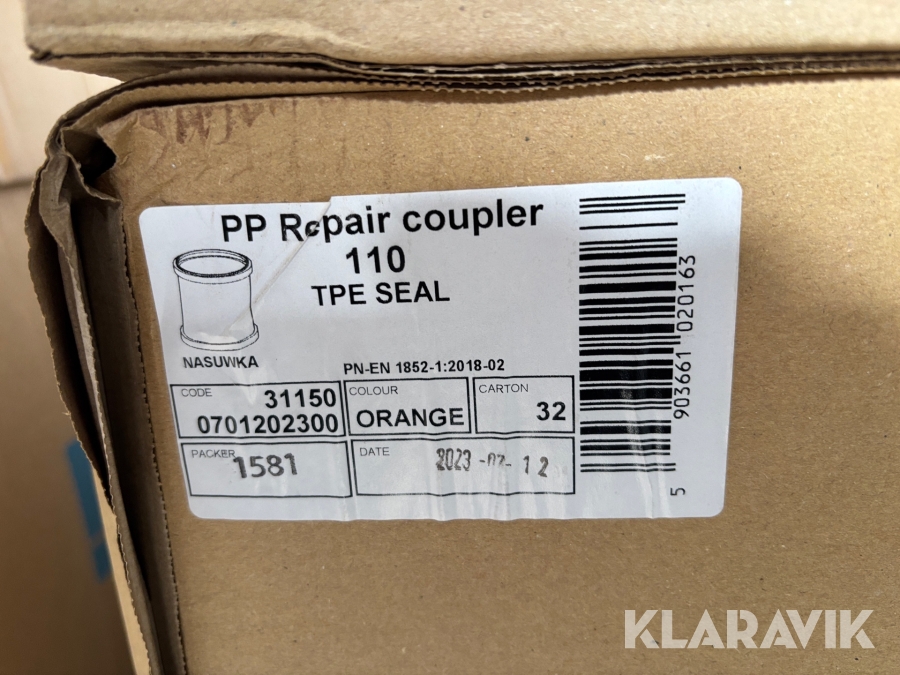 PP Repair coupler
110
TPE SEAL
NASUWKA
PN-EN 1852-1:2018-02
CODE 31150
0701202300
COLOUR
ORANGE
CARTON
32
PACKER 1581
DATE 2023 -07- 12
5 903661 020163
KLARAVIK